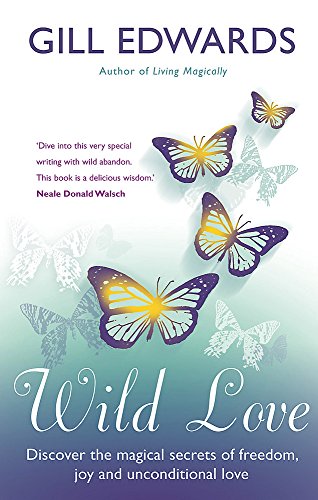 GILL EDWARDS
Author of Living Magically
‘Dive into this very special
writing with wild abandon.
This book is a delicious wisdom.’
Neale Donald Walsch
Wild Love
Discover the magical secrets of freedom,
joy and unconditional love